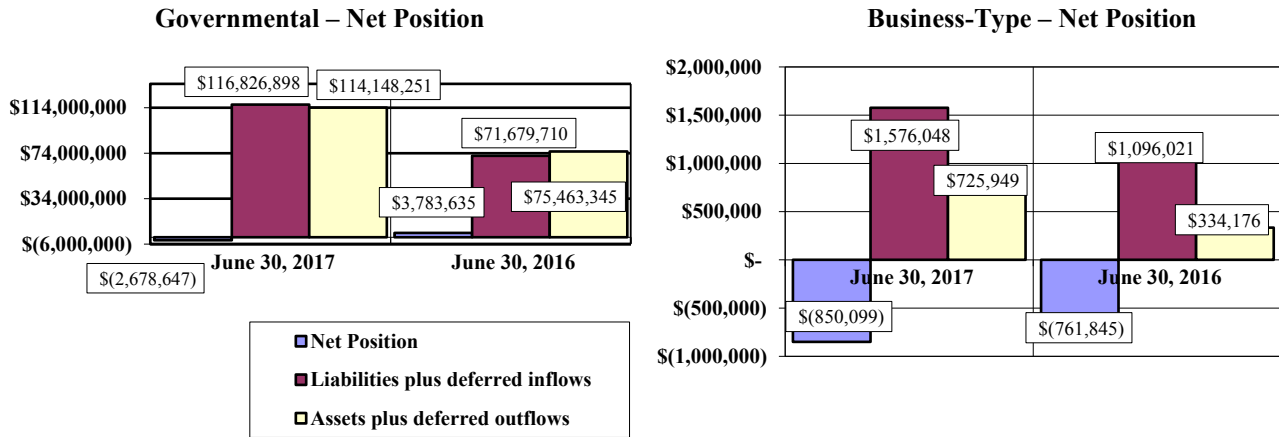 Governmental – Net Position
$116,826,898
$114,148,251
$114,000,000
$74,000,000
$34,000,000
$(6,000,000)
$71,679,710
$3,783,635
$75,463,345
$(2,678,647)
June 30, 2017
June 30, 2016
Net Position
Liabilities plus deferred inflows
Assets plus deferred outflows
Business-Type – Net Position
$2,000,000
$1,500,000
$1,000,000
$500,000
$-
$(500,000)
$(1,000,000)
$1,576,048
$725,949
$1,096,021
$334,176
June 30, 2017
June 30, 2016
$(850,099)
$(761,845)